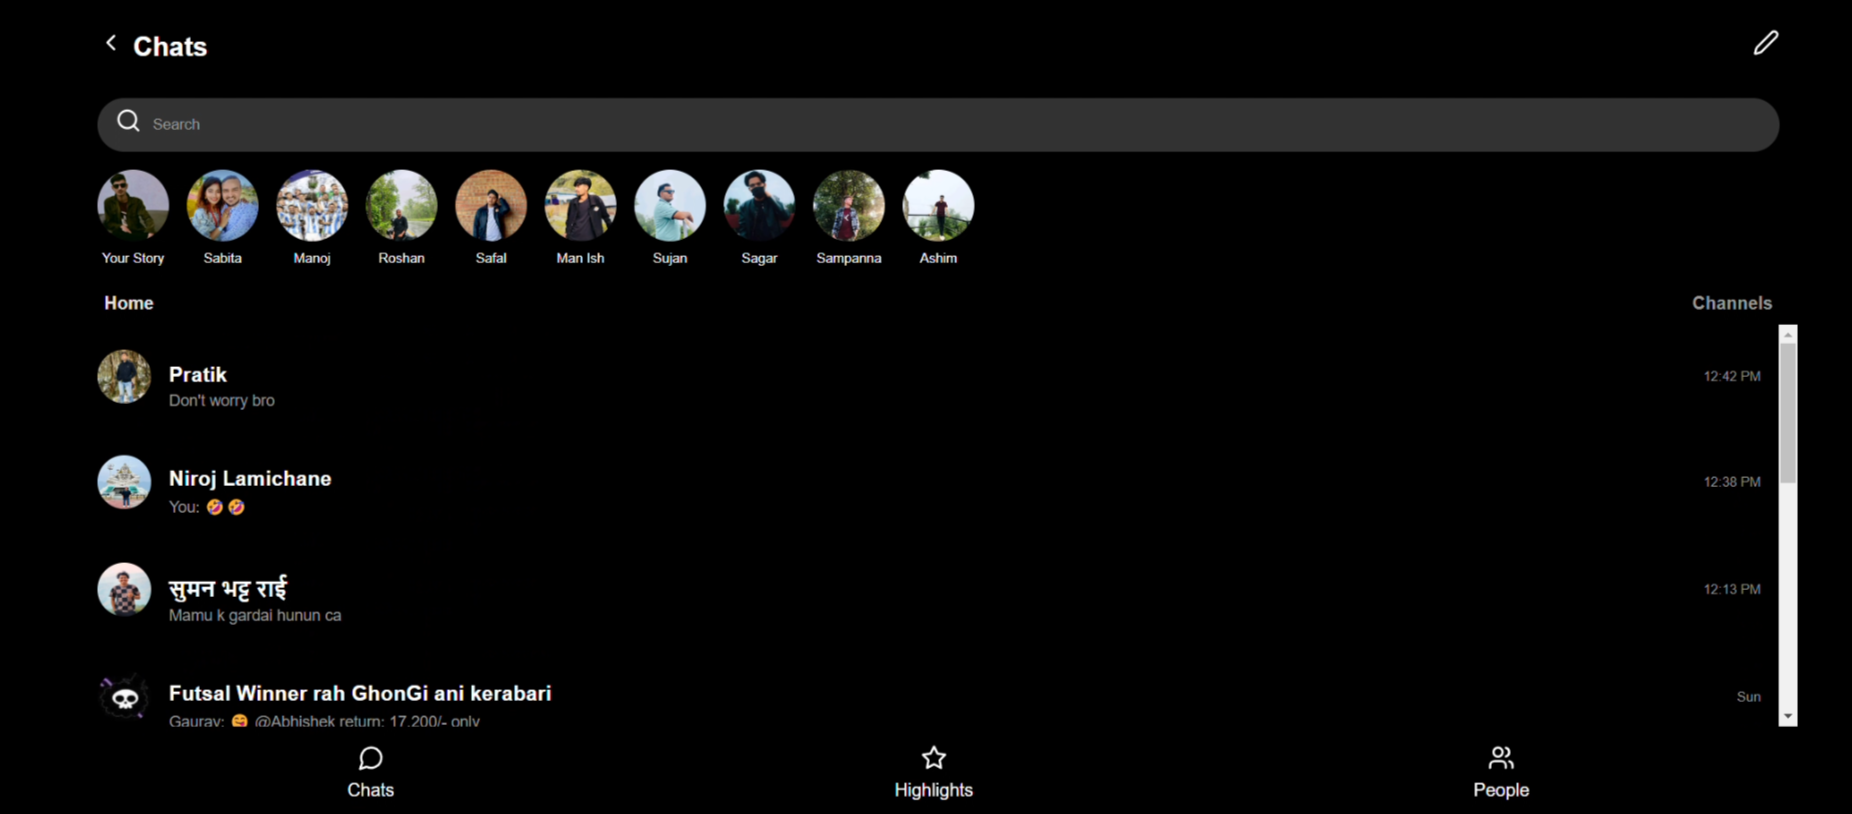 Chats
Search
Your Story
Sabita
Manoj
Roshan
Safal
Man Ish
Sujan
Sagar
Sampanna
Ashim
Home
Channels
Pratik
12:42 PM
Don't worry bro
Niroj Lamichane
12:38 PM
You: 🤣🤣
सुमन भट्ट राई
12:13 PM
Mamu k gardai hunun ca
Futsal Winner rah GhonGi ani kerabari
Sun
Gaurav: 😋 @Abhishek return: 17,200/- only
Chats
Highlights
People